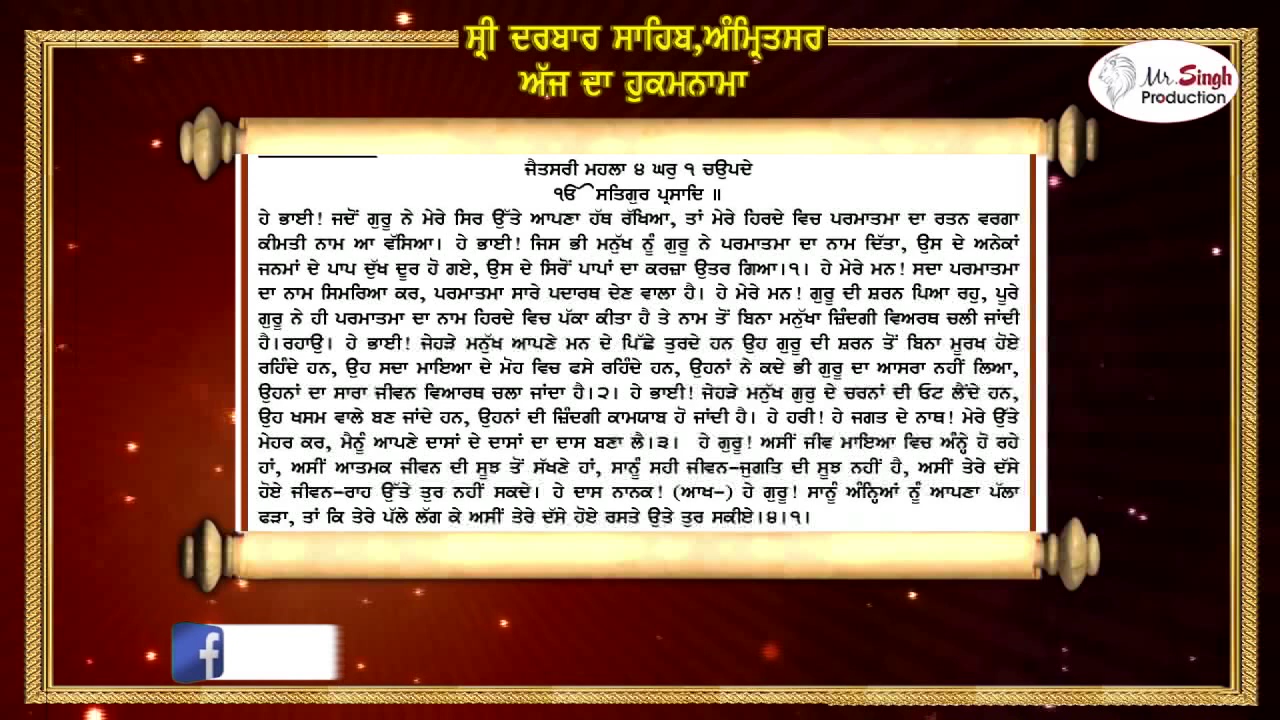 ਸ੍ਰੀ ਦਰਬਾਰ ਸਾਹਿਬ,ਅੰਮ੍ਰਿਤਸਰ
ਅੱਜ ਦਾ ਹੁਕਮਨਾਮਾ
Mr.Singh
Production
ਜੈਤਸਰੀ ਮਹਲਾ ੪ ਘਰੁ ੧ ਚਉਪਦੇ
ੴ ਸਤਿਗੁਰ ਪ੍ਰਸਾਦਿ ॥
ਹੇ ਭਾਈ! ਜਦੋਂ ਗੁਰੂ ਨੇ ਮੇਰੇ ਸਿਰ ਉੱਤੇ ਆਪਣਾ ਹੱਥ ਰੱਖਿਆ, ਤਾਂ ਮੇਰੇ ਹਿਰਦੇ ਵਿਚ ਪਰਮਾਤਮਾ ਦਾ ਰਤਨ ਵਰਗਾ
ਕੀਮਤੀ ਨਾਮ ਆ ਵੱਸਿਆ। ਹੇ ਭਾਈ! ਜਿਸ ਭੀ ਮਨੁੱਖ ਨੂੰ ਗੁਰੂ ਨੇ ਪਰਮਾਤਮਾ ਦਾ ਨਾਮ ਦਿੱਤਾ, ਉਸ ਦੇ ਅਨੇਕਾਂ
ਜਨਮਾਂ ਦੇ ਪਾਪ ਦੁੱਖ ਦੂਰ ਹੋ ਗਏ, ਉਸ ਦੇ ਸਿਰੋਂ ਪਾਪਾਂ ਦਾ ਕਰਜ਼ਾ ਉਤਰ ਗਿਆ।੧। ਹੇ ਮੇਰੇ ਮਨ! ਸਦਾ ਪਰਮਾਤਮਾ
ਦਾ ਨਾਮ ਸਿਮਰਿਆ ਕਰ, ਪਰਮਾਤਮਾ ਸਾਰੇ ਪਦਾਰਥ ਦੇਣ ਵਾਲਾ ਹੈ। ਹੇ ਮੇਰੇ ਮਨ! ਗੁਰੂ ਦੀ ਸ਼ਰਨ ਪਿਆ ਰਹੁ, ਪੂਰੇ
ਗੁਰੂ ਨੇ ਹੀ ਪਰਮਾਤਮਾ ਦਾ ਨਾਮ ਹਿਰਦੇ ਵਿਚ ਪੱਕਾ ਕੀਤਾ ਹੈ ਤੇ ਨਾਮ ਤੋਂ ਬਿਨਾ ਮਨੁੱਖਾ ਜ਼ਿੰਦਗੀ ਵਿਅਰਥ ਚਲੀ ਜਾਂਦੀ
ਹੈ।ਰਹਾਉ। ਹੇ ਭਾਈ! ਜੇਹੜੇ ਮਨੁੱਖ ਆਪਣੇ ਮਨ ਦੇ ਪਿੱਛੇ ਤੁਰਦੇ ਹਨ ਉਹ ਗੁਰੂ ਦੀ ਸ਼ਰਨ ਤੋਂ ਬਿਨਾ ਮੂਰਖ ਹੋਏ
ਰਹਿੰਦੇ ਹਨ, ਉਹ ਸਦਾ ਮਾਇਆ ਦੇ ਮੋਹ ਵਿਚ ਫਸੇ ਰਹਿੰਦੇ ਹਨ, ਉਹਨਾਂ ਨੇ ਕਦੇ ਭੀ ਗੁਰੂ ਦਾ ਆਸਰਾ ਨਹੀਂ ਲਿਆ,
ਉਹਨਾਂ ਦਾ ਸਾਰਾ ਜੀਵਨ ਵਿਆਰਥ ਚਲਾ ਜਾਂਦਾ ਹੈ।੨। ਹੇ ਭਾਈ! ਜੇਹੜੇ ਮਨੁਖ ਗੁਰੂ ਦੇ ਚਰਨਾਂ ਦੀ ਓਟ ਲੈਂਦੇ ਹਨ,
ਉਹ ਖਸਮ ਵਾਲੇ ਬਣ ਜਾਂਦੇ ਹਨ, ਉਹਨਾਂ ਦੀ ਜ਼ਿੰਦਗੀ ਕਾਮਯਾਬ ਹੋ ਜਾਂਦੀ ਹੈ। ਹੇ ਹਰੀ! ਹੇ ਜਗਤ ਦੇ ਨਾਥ! ਮੇਰੇ ਉੱਤੇ
ਮੇਹਰ ਕਰ, ਮੈਨੂੰ ਆਪਣੇ ਦਾਸਾਂ ਦੇ ਦਾਸਾਂ ਦਾ ਦਾਸ ਬਣਾ ਲੈ।੩। ਹੇ ਗੁਰੂ! ਅਸੀਂ ਜੀਵ ਮਾਇਆ ਵਿਚ ਅੰਨ੍ਹੇ ਹੋ ਰਹੇ
ਹਾਂ, ਅਸੀਂ ਆਤਮਕ ਜੀਵਨ ਦੀ ਸੂਝ ਤੋਂ ਸੱਖਣੇ ਹਾਂ, ਸਾਨੂੰ ਸਹੀ ਜੀਵਨ-ਜੁਗਤਿ ਦੀ ਸੂਝ ਨਹੀਂ ਹੈ, ਅਸੀਂ ਤੇਰੇ ਦੱਸੇ
ਹੋਏ ਜੀਵਨ-ਰਾਹ ਉੱਤੇ ਤੁਰ ਨਹੀਂ ਸਕਦੇ। ਹੇ ਦਾਸ ਨਾਨਕ! (ਆਖ-) ਹੇ ਗੁਰੂ! ਸਾਨੂੰ ਅੰਨ੍ਹਿਆਂ ਨੂੰ ਆਪਣਾ ਪੱਲਾ
ਫੜਾ, ਤਾਂ ਕਿ ਤੇਰੇ ਪੱਲੇ ਲੱਗ ਕੇ ਅਸੀਂ ਤੇਰੇ ਦੱਸੇ ਹੋਏ ਰਸਤੇ ਉਤੇ ਤੁਰ ਸਕੀਏ।੪।੧।